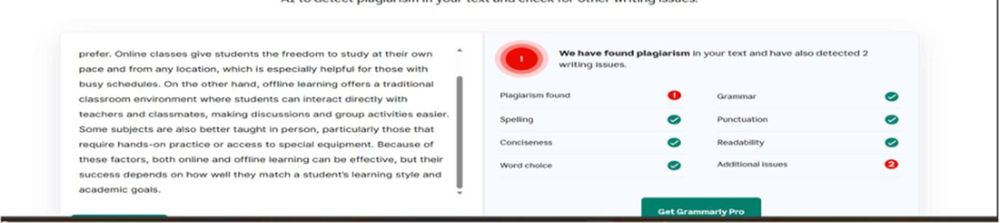 AI to detect plagiarism in your text and check for other writing issues.
prefer. Online classes give students the freedom to study at their own
pace and from any location, which is especially helpful for those with
busy schedules. On the other hand, offline learning offers a traditional
classroom environment where students can interact directly with
teachers and classmates, making discussions and group activities easier.
Some subjects are also better taught in person, particularly those that
require hands-on practice or access to special equipment. Because of
these factors, both online and offline learning can be effective, but their
success depends on how well they match a student's learning style and
academic goals.
! We have found plagiarism in your text and have also detected 2
writing issues.
Plagiarism found !
Grammar
Spelling
Punctuation
Conciseness
Readability
Word choice
Additional issues 2
Get Grammarly Pro